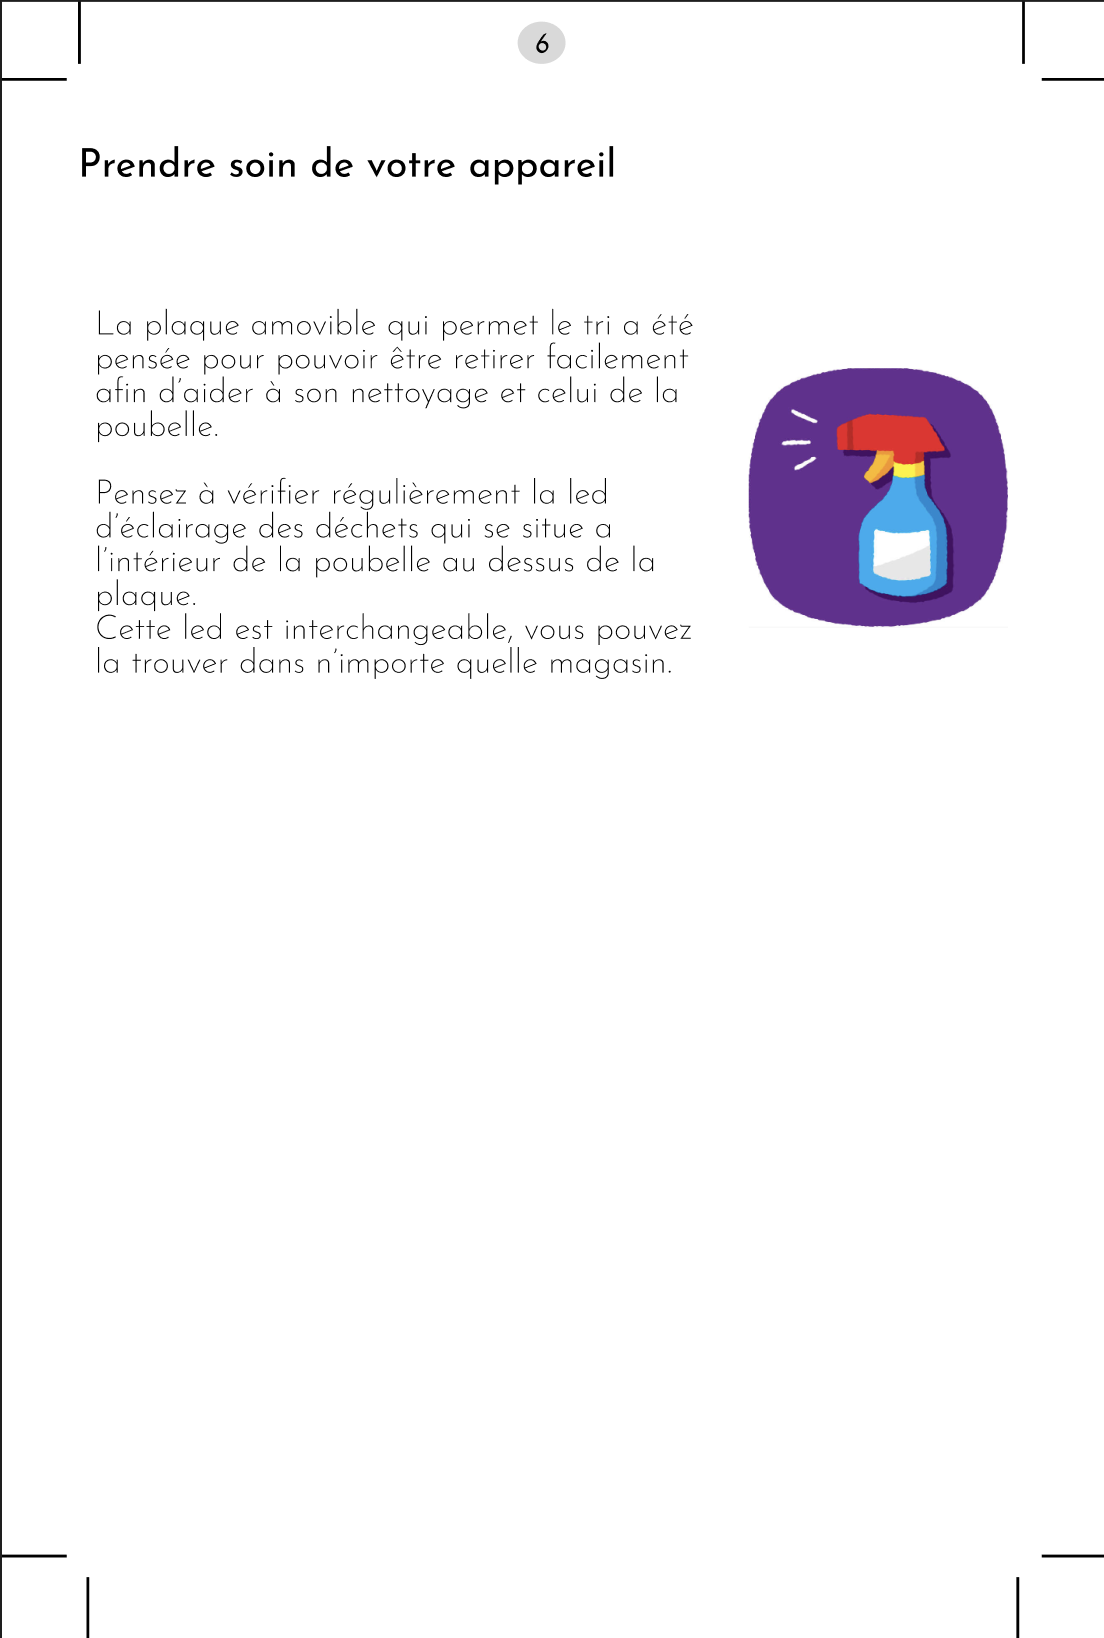 6
Prendre soin de votre appareil
La plaque amovible qui permet le tri a été
pensée pour pouvoir être retirer facilement
afin d’aider à son nettoyage et celui de la
poubelle.
Pensez à vérifier régulièrement la led
d’éclairage des déchets qui se situe a
l’intérieur de la poubelle au dessus de la
plaque.
Cette led est interchangeable, vous pouvez
la trouver dans n’importe quelle magasin.